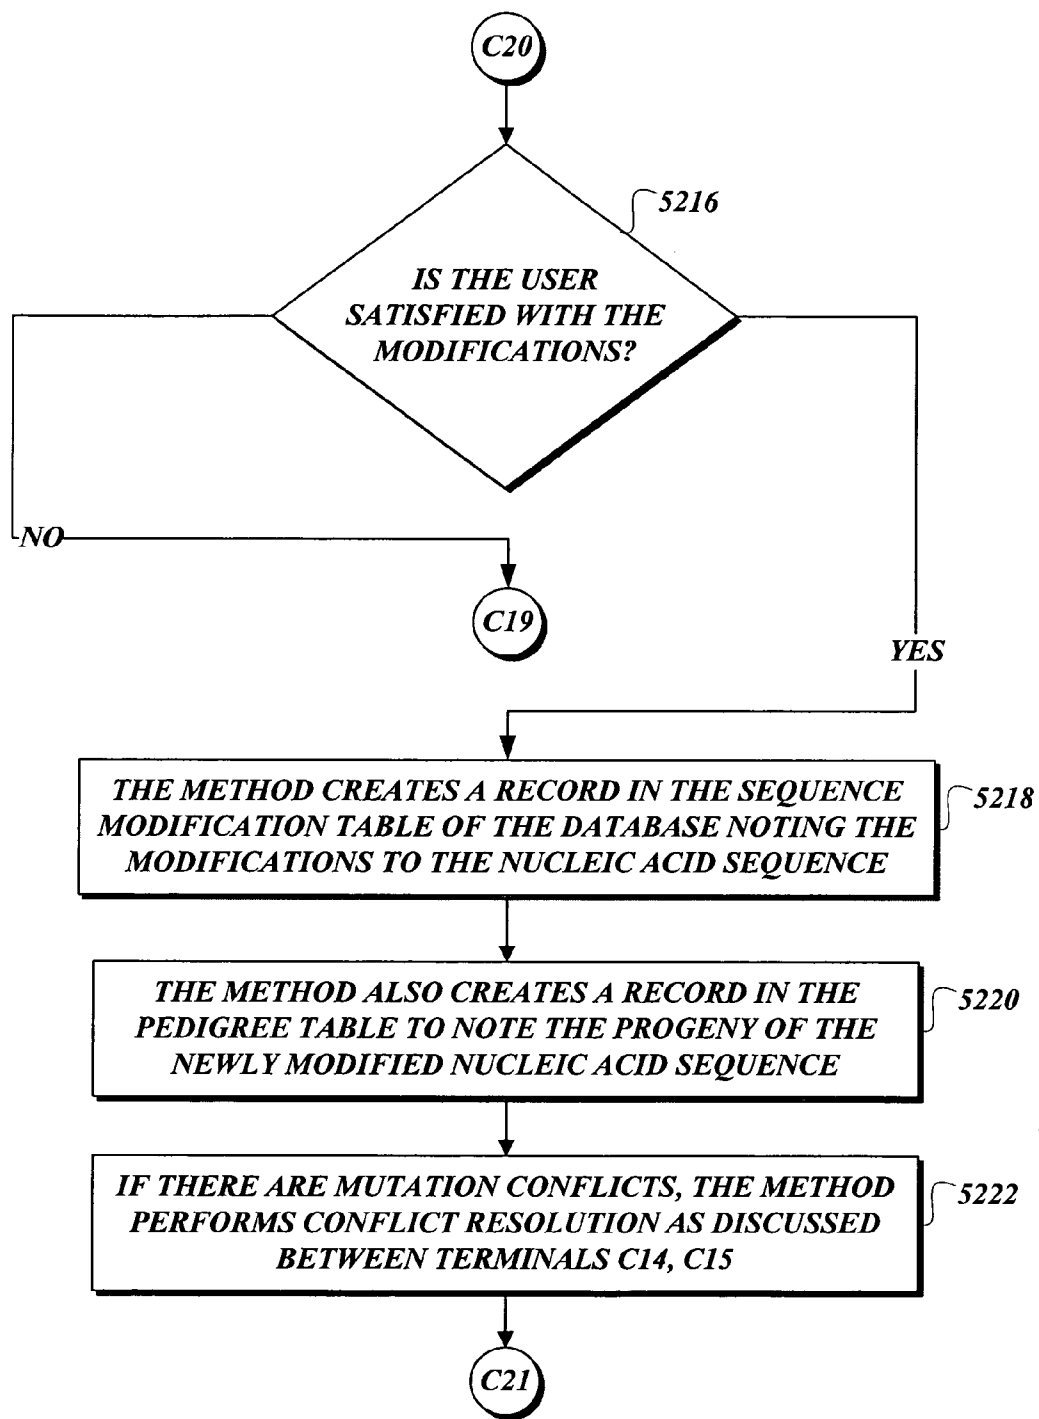 C20
5216
IS THE USER
SATISFIED WITH THE
MODIFICATIONS?
NO
C19
YES
THE METHOD CREATES A RECORD IN THE SEQUENCE
MODIFICATION TABLE OF THE DATABASE NOTING THE
MODIFICATIONS TO THE NUCLEIC ACID SEQUENCE
5218
THE METHOD ALSO CREATES A RECORD IN THE
PEDIGREE TABLE TO NOTE THE PROGENY OF THE
NEWLY MODIFIED NUCLEIC ACID SEQUENCE
5220
IF THERE ARE MUTATION CONFLICTS, THE METHOD
PERFORMS CONFLICT RESOLUTION AS DISCUSSED
BETWEEN TERMINALS C14, C15
5222
C21